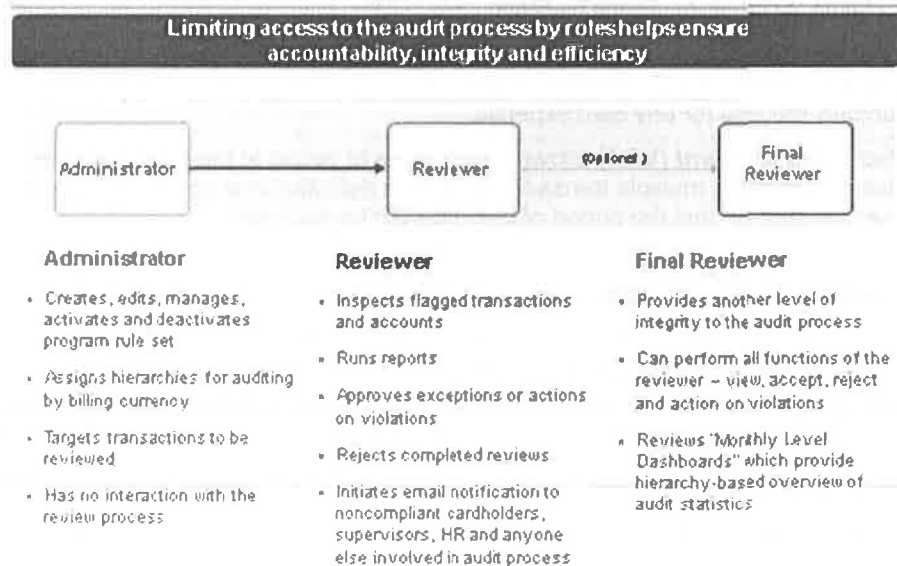 Limiting access to the audit process by roles helps ensure
accountability, integrity and efficiency
Administrator
Reviewer
(Optional)
Final
Reviewer
Administrator
• Creates, edits, manages,
activates and deactivates
program rule set
• Assigns hierarchies for auditing
by billing currency
• Targets transactions to be
reviewed
• Has no interaction with the
review process
Reviewer
• Inspects flagged transactions
and accounts
• Runs reports
• Approves exceptions or actions
on violations
• Rejects completed reviews
• Initiates email notification to
noncompliant cardholders,
supervisors, HR and anyone
else involved in audit process
Final Reviewer
• Provides another level of
integrity to the audit process
• Can perform all functions of the
reviewer – view, accept, reject
and action on violations
• Reviews "Monthly Level
Dashboards" which provide
hierarchy-based overview of
audit statistics